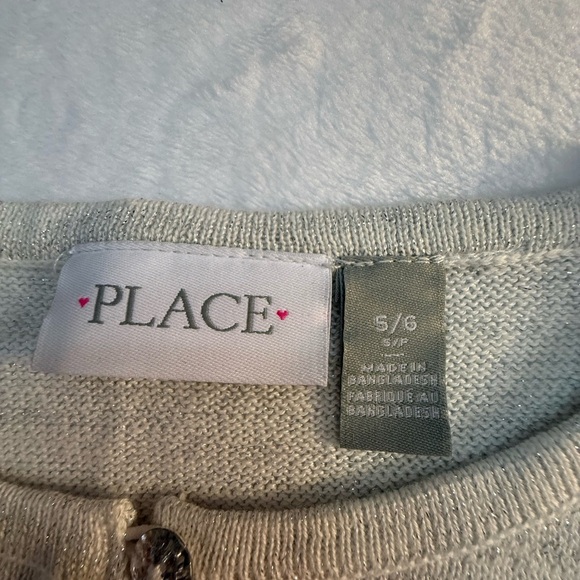 PLACE
5/6
S/P
MADE IN
BANGLADESH
FABRIQUÉ AU
BANGLADESH